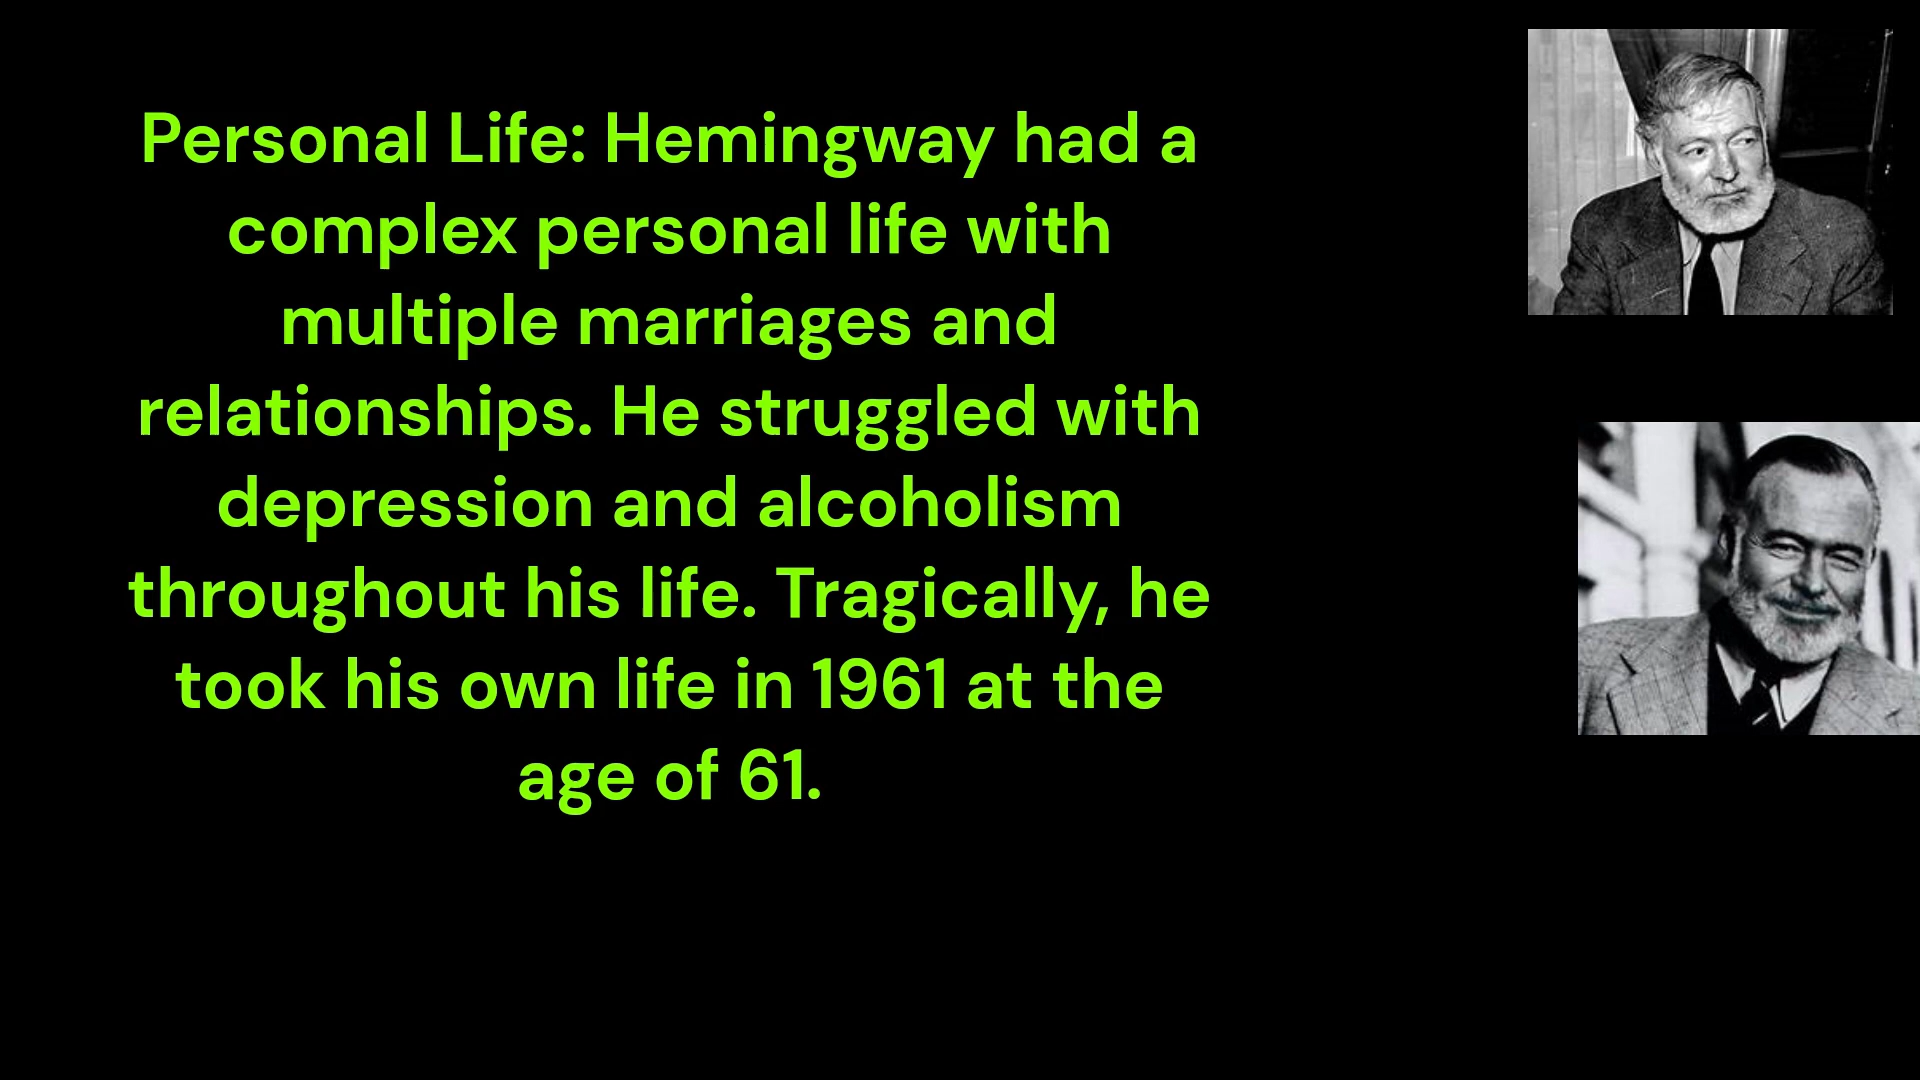 Personal Life: Hemingway had a
complex personal life with
multiple marriages and
relationships. He struggled with
depression and alcoholism
throughout his life. Tragically, he
took his own life in 1961 at the
age of 61.